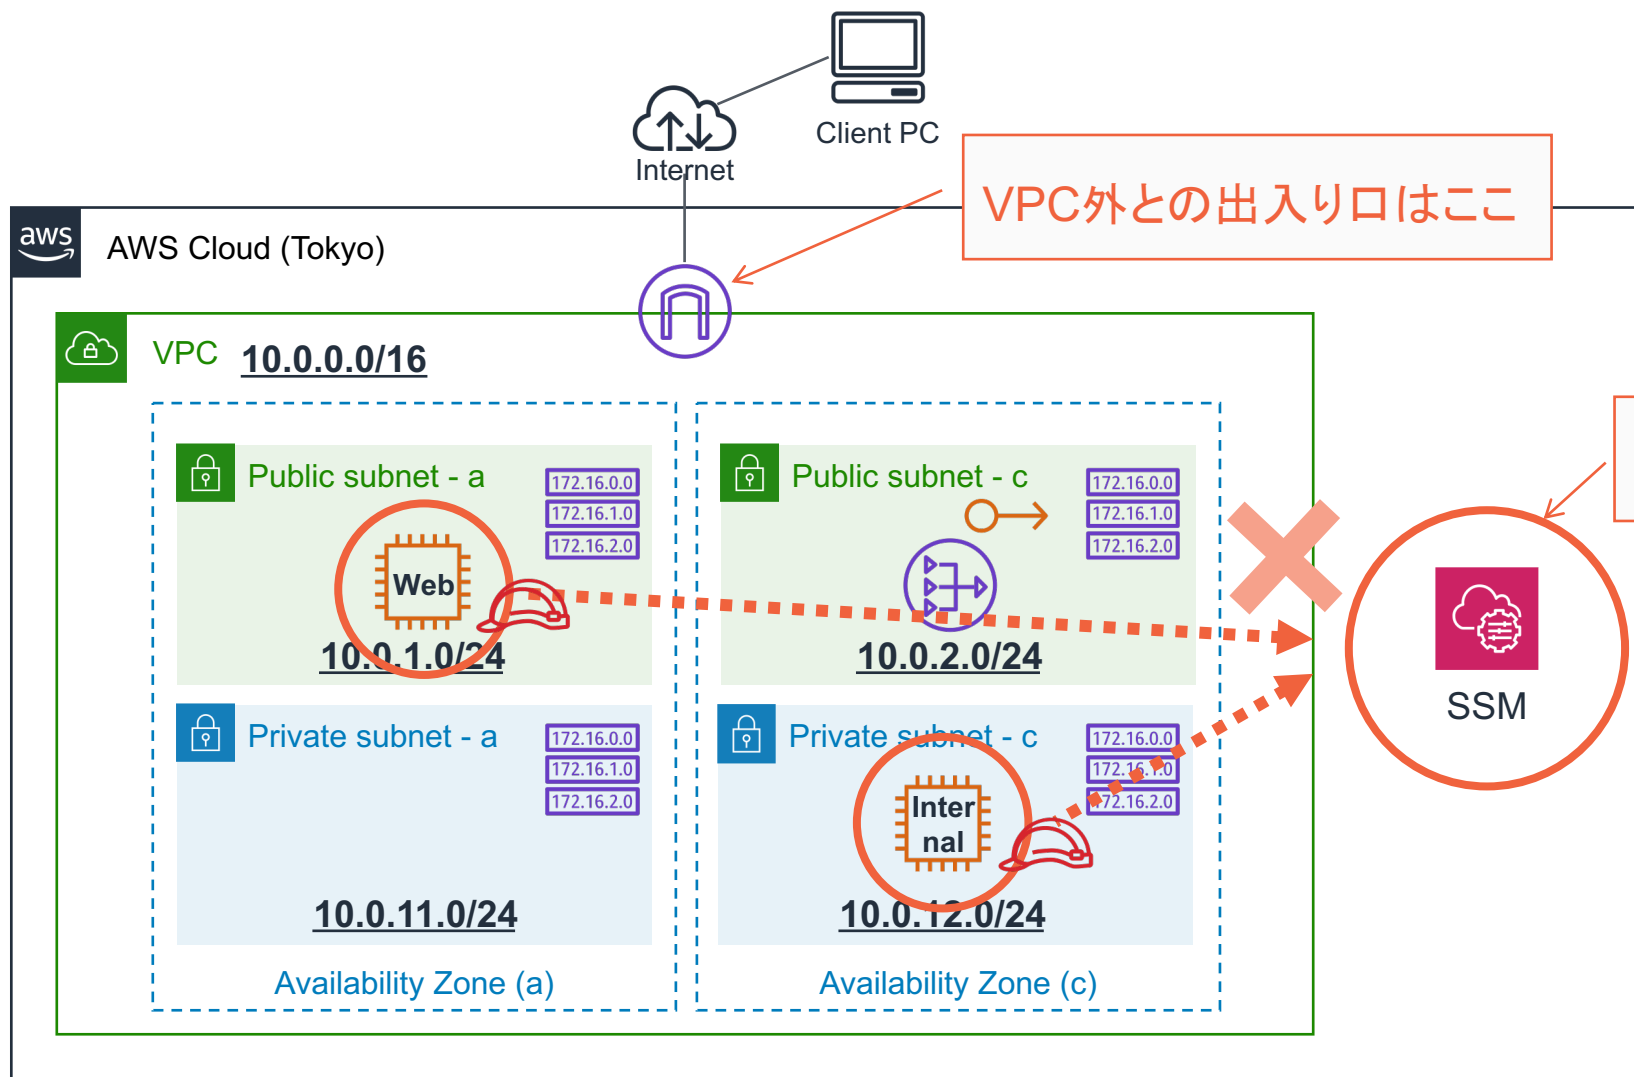 Client PC
Internet
VPC外との出入り口はここ
aws
AWS Cloud (Tokyo)
VPC 10.0.0.0/16
Public subnet - a
172.16.0.0
172.16.1.0
172.16.2.0
Web
10.0.1.0/24
Public subnet - c
172.16.0.0
172.16.1.0
172.16.2.0
10.0.2.0/24
SSM
Private subnet - a
172.16.0.0
172.16.1.0
172.16.2.0
10.0.11.0/24
Private subnet - c
172.16.0.0
172.16.1.0
172.16.2.0
Inter
nal
10.0.12.0/24
Availability Zone (a)
Availability Zone (c)